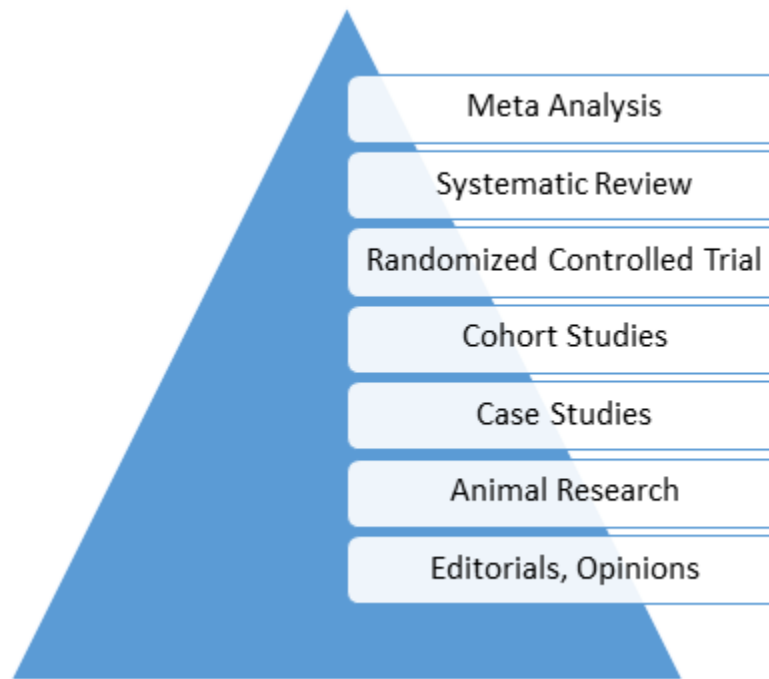 Meta Analysis
Systematic Review
Randomized Controlled Trial
Cohort Studies
Case Studies
Animal Research
Editorials, Opinions